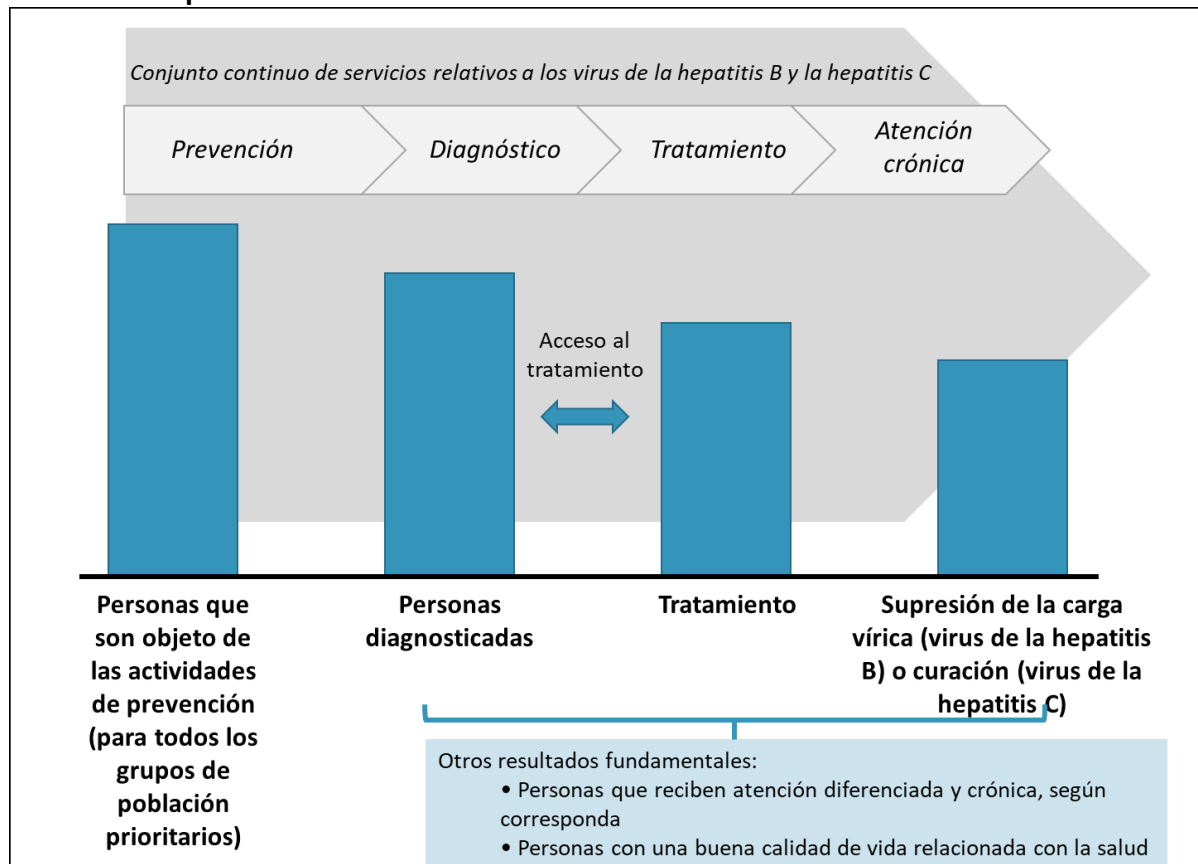 Conjunto continuo de servicios relativos a los virus de la hepatitis B y la hepatitis C
Prevención
Diagnóstico
Tratamiento
Atención
crónica
Acceso al
tratamiento
Personas que
son objeto de
las actividades
de prevención
(para todos los
grupos de
población
prioritarios)
Personas
diagnosticadas
Tratamiento
Supresión de la carga
vírica (virus de la hepatitis
B) o curación (virus de la
hepatitis C)
Otros resultados fundamentales:
• Personas que reciben atención diferenciada y crónica, según
corresponda
• Personas con una buena calidad de vida relacionada con la salud